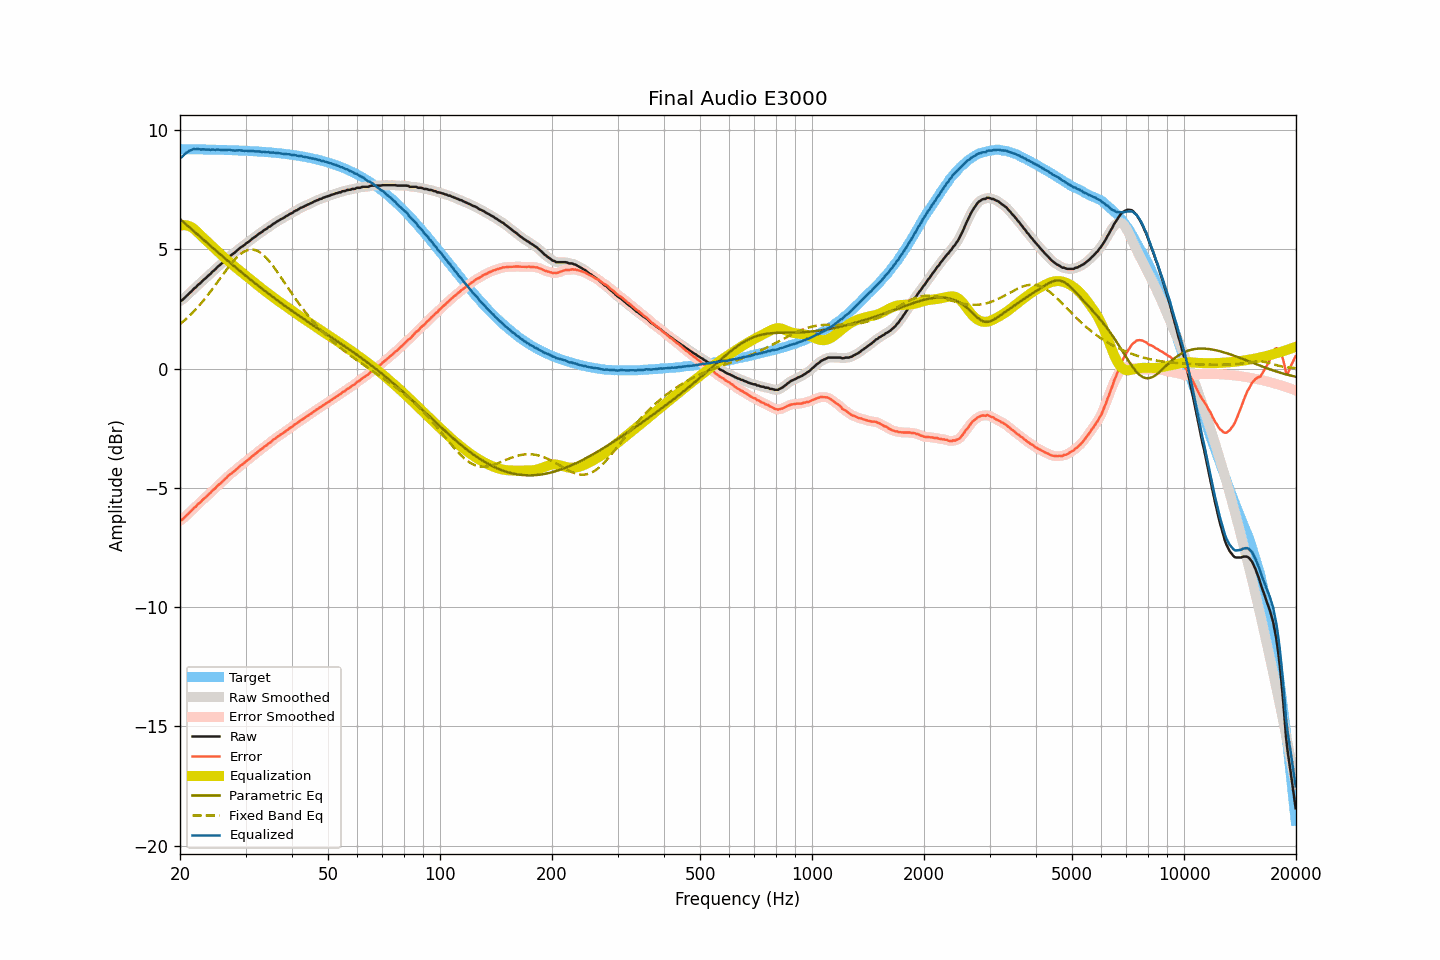 Final Audio E3000
Amplitude (dBr)
10
5
0
−5
−10
−15
−20
Target
Raw Smoothed
Error Smoothed
Raw
Error
Equalization
Parametric Eq
Fixed Band Eq
Equalized
20 50 100 200 500 1000 2000 5000 10000 20000
Frequency (Hz)